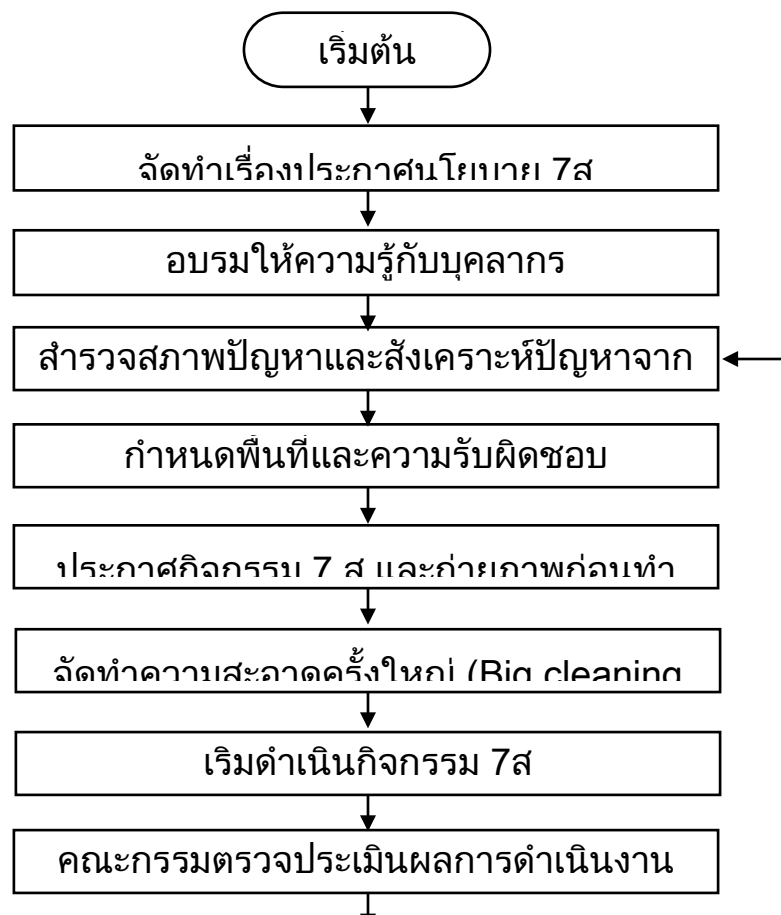 เริ่มต้น
จัดทำเรื่องประกาศนโยบาย 7ส
อบรมให้ความรู้กับบุคลากร
สำรวจสภาพปัญหาและสังเคราะห์ปัญหาจาก
กำหนดพื้นที่และความรับผิดชอบ
ประกาศกิจกรรม 7 ส และถ่ายภาพก่อนทำ
จัดทำความสะอาดครั้งใหญ่ (Big cleaning
เริ่มดำเนินกิจกรรม 7ส
คณะกรรมตรวจประเมินผลการดำเนินงาน